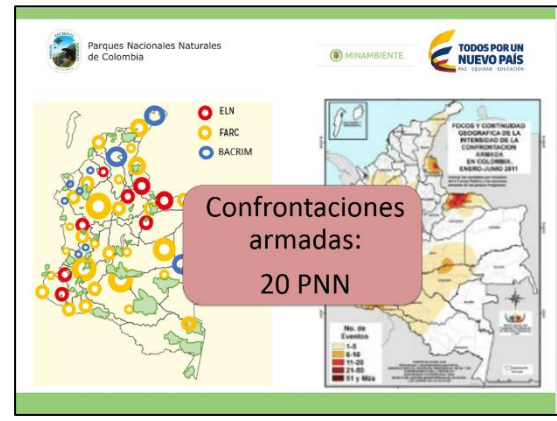 Parques Nacionales Naturales
de Colombia
MINAMBIENTE
TODOS POR UN
NUEVO PAÍS
PAZ EQUIDAD EDUCACIÓN
ELN
FARC
BACRIM
FOCOS Y CONTINUIDAD
GEOGRAFICA DE LA
INTENSIDAD DE LA
CONFRONTACION
ARMADA
EN COLOMBIA.
ENERO-JUNIO 2011
Confrontaciones
armadas:
20 PNN
No. de
Eventos
1-5
6-10
11-20
21-50
51 y Más